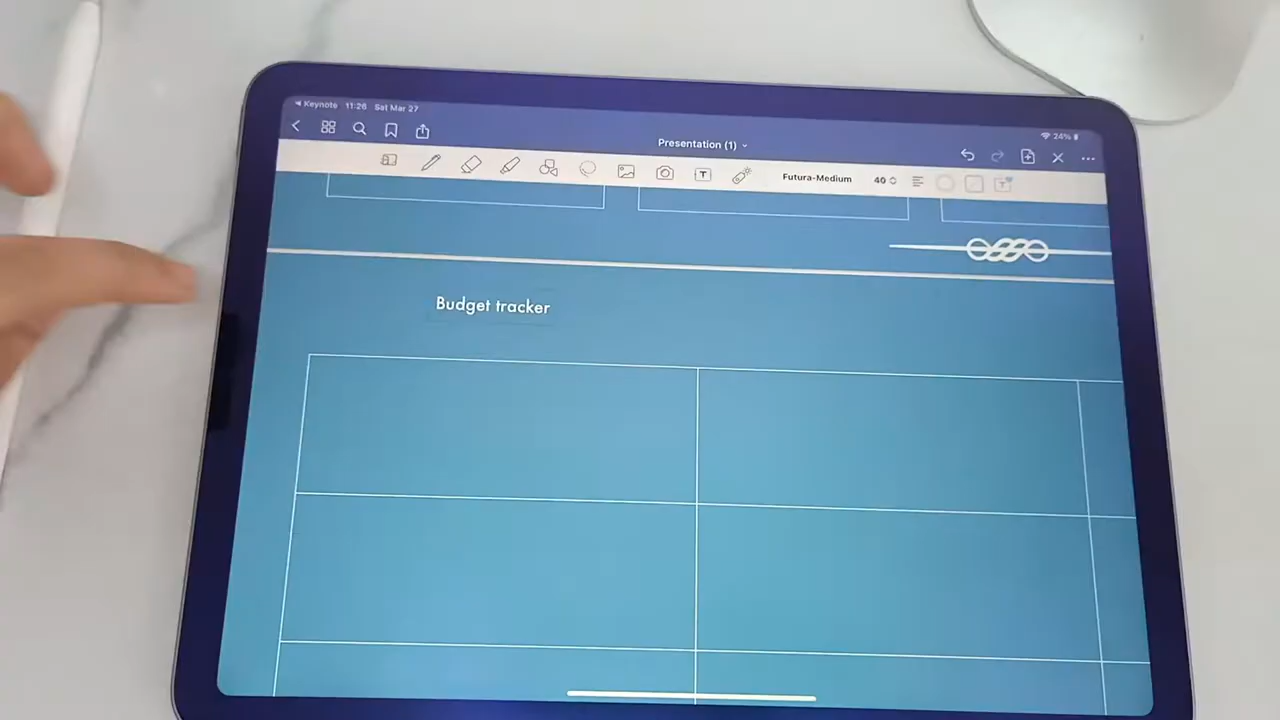 Keynote 11:26 Sat Mar 27
24%
Presentation (1)
T Futura-Medium 40 T
Budget tracker